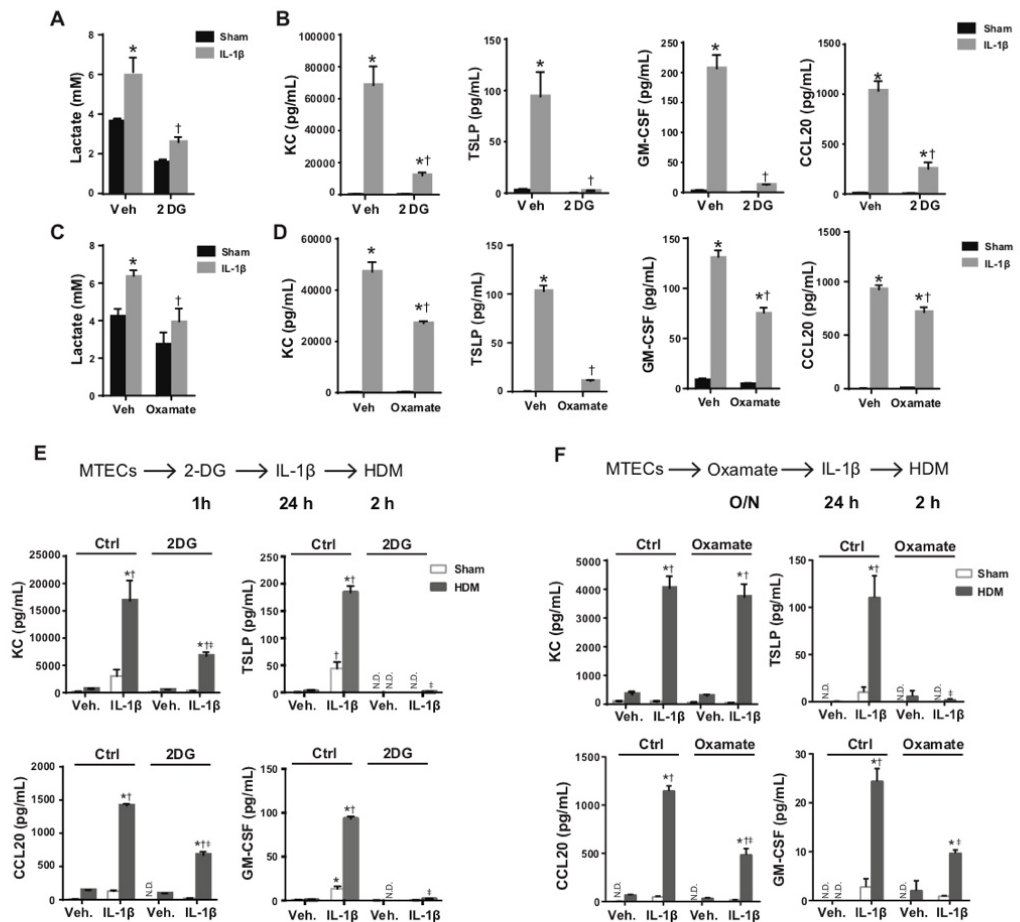 A
Lactate (mM)
8
6
4
2
0
*
†
Veh
2 DG
Sham
IL-1β
B
KC (pg/mL)
100000
80000
60000
40000
20000
0
*
*†
Veh
2 DG
TSLP (pg/mL)
150
100
50
0
*
†
Veh
2DG
GM-CSF (pg/mL)
250
200
150
100
50
0
*
†
Veh
2DG
CCL20 (pg/mL)
1500
1000
500
0
*
*†
Veh
2 DG
Sham
IL-1β
C
Lactate (mM)
8
6
4
2
0
*
†
Veh
Oxamate
Sham
IL-1β
D
KC (pg/mL)
60000
40000
20000
0
*
*†
Veh
Oxamate
TSLP (pg/mL)
150
100
50
0
*
†
Veh
Oxamate
GM-CSF (pg/mL)
150
100
50
0
*
*†
Veh
Oxamate
CCL20 (pg/mL)
1500
1000
500
0
*
*†
Veh
Oxamate
Sham
IL-1β
E
MTECs → 2-DG → IL-1β → HDM
1h 24 h 2 h
Ctrl 2DG
KC (pg/mL)
25000
20000
15000
10000
5000
0
*†
*†‡
Veh. IL-1β Veh. IL-1β
Ctrl 2DG
TSLP (pg/mL)
250
200
150
100
50
0
†
*†
N.D. N.D. N.D.
‡
Veh. IL-1β Veh. IL-1β
Sham
HDM
Ctrl 2DG
CCL20 (pg/mL)
2000
1500
1000
500
0
*†
N.D.
*†‡
Veh. IL-1β Veh. IL-1β
Ctrl 2DG
GM-CSF (pg/mL)
150
100
50
0
*
*†
N.D.
‡
Veh. IL-1β Veh. IL-1β
F
MTECs → Oxamate → IL-1β → HDM
O/N 24 h 2 h
Ctrl Oxamate
KC (pg/mL)
5000
4000
3000
2000
1000
0
*†
*†
Veh. IL-1β Veh. IL-1β
Ctrl Oxamate
TSLP (pg/mL)
150
100
50
0
N.D.
*†
N.D. N.D.
‡
Veh. IL-1β Veh. IL-1β
Sham
HDM
Ctrl Oxamate
CCL20 (pg/mL)
1500
1000
500
0
N.D.
*†
N.D.
*†‡
Veh. IL-1β Veh. IL-1β
Ctrl Oxamate
GM-CSF (pg/mL)
30
20
10
0
N.D. N.D.
*†
N.D.
*‡
Veh. IL-1β Veh. IL-1β